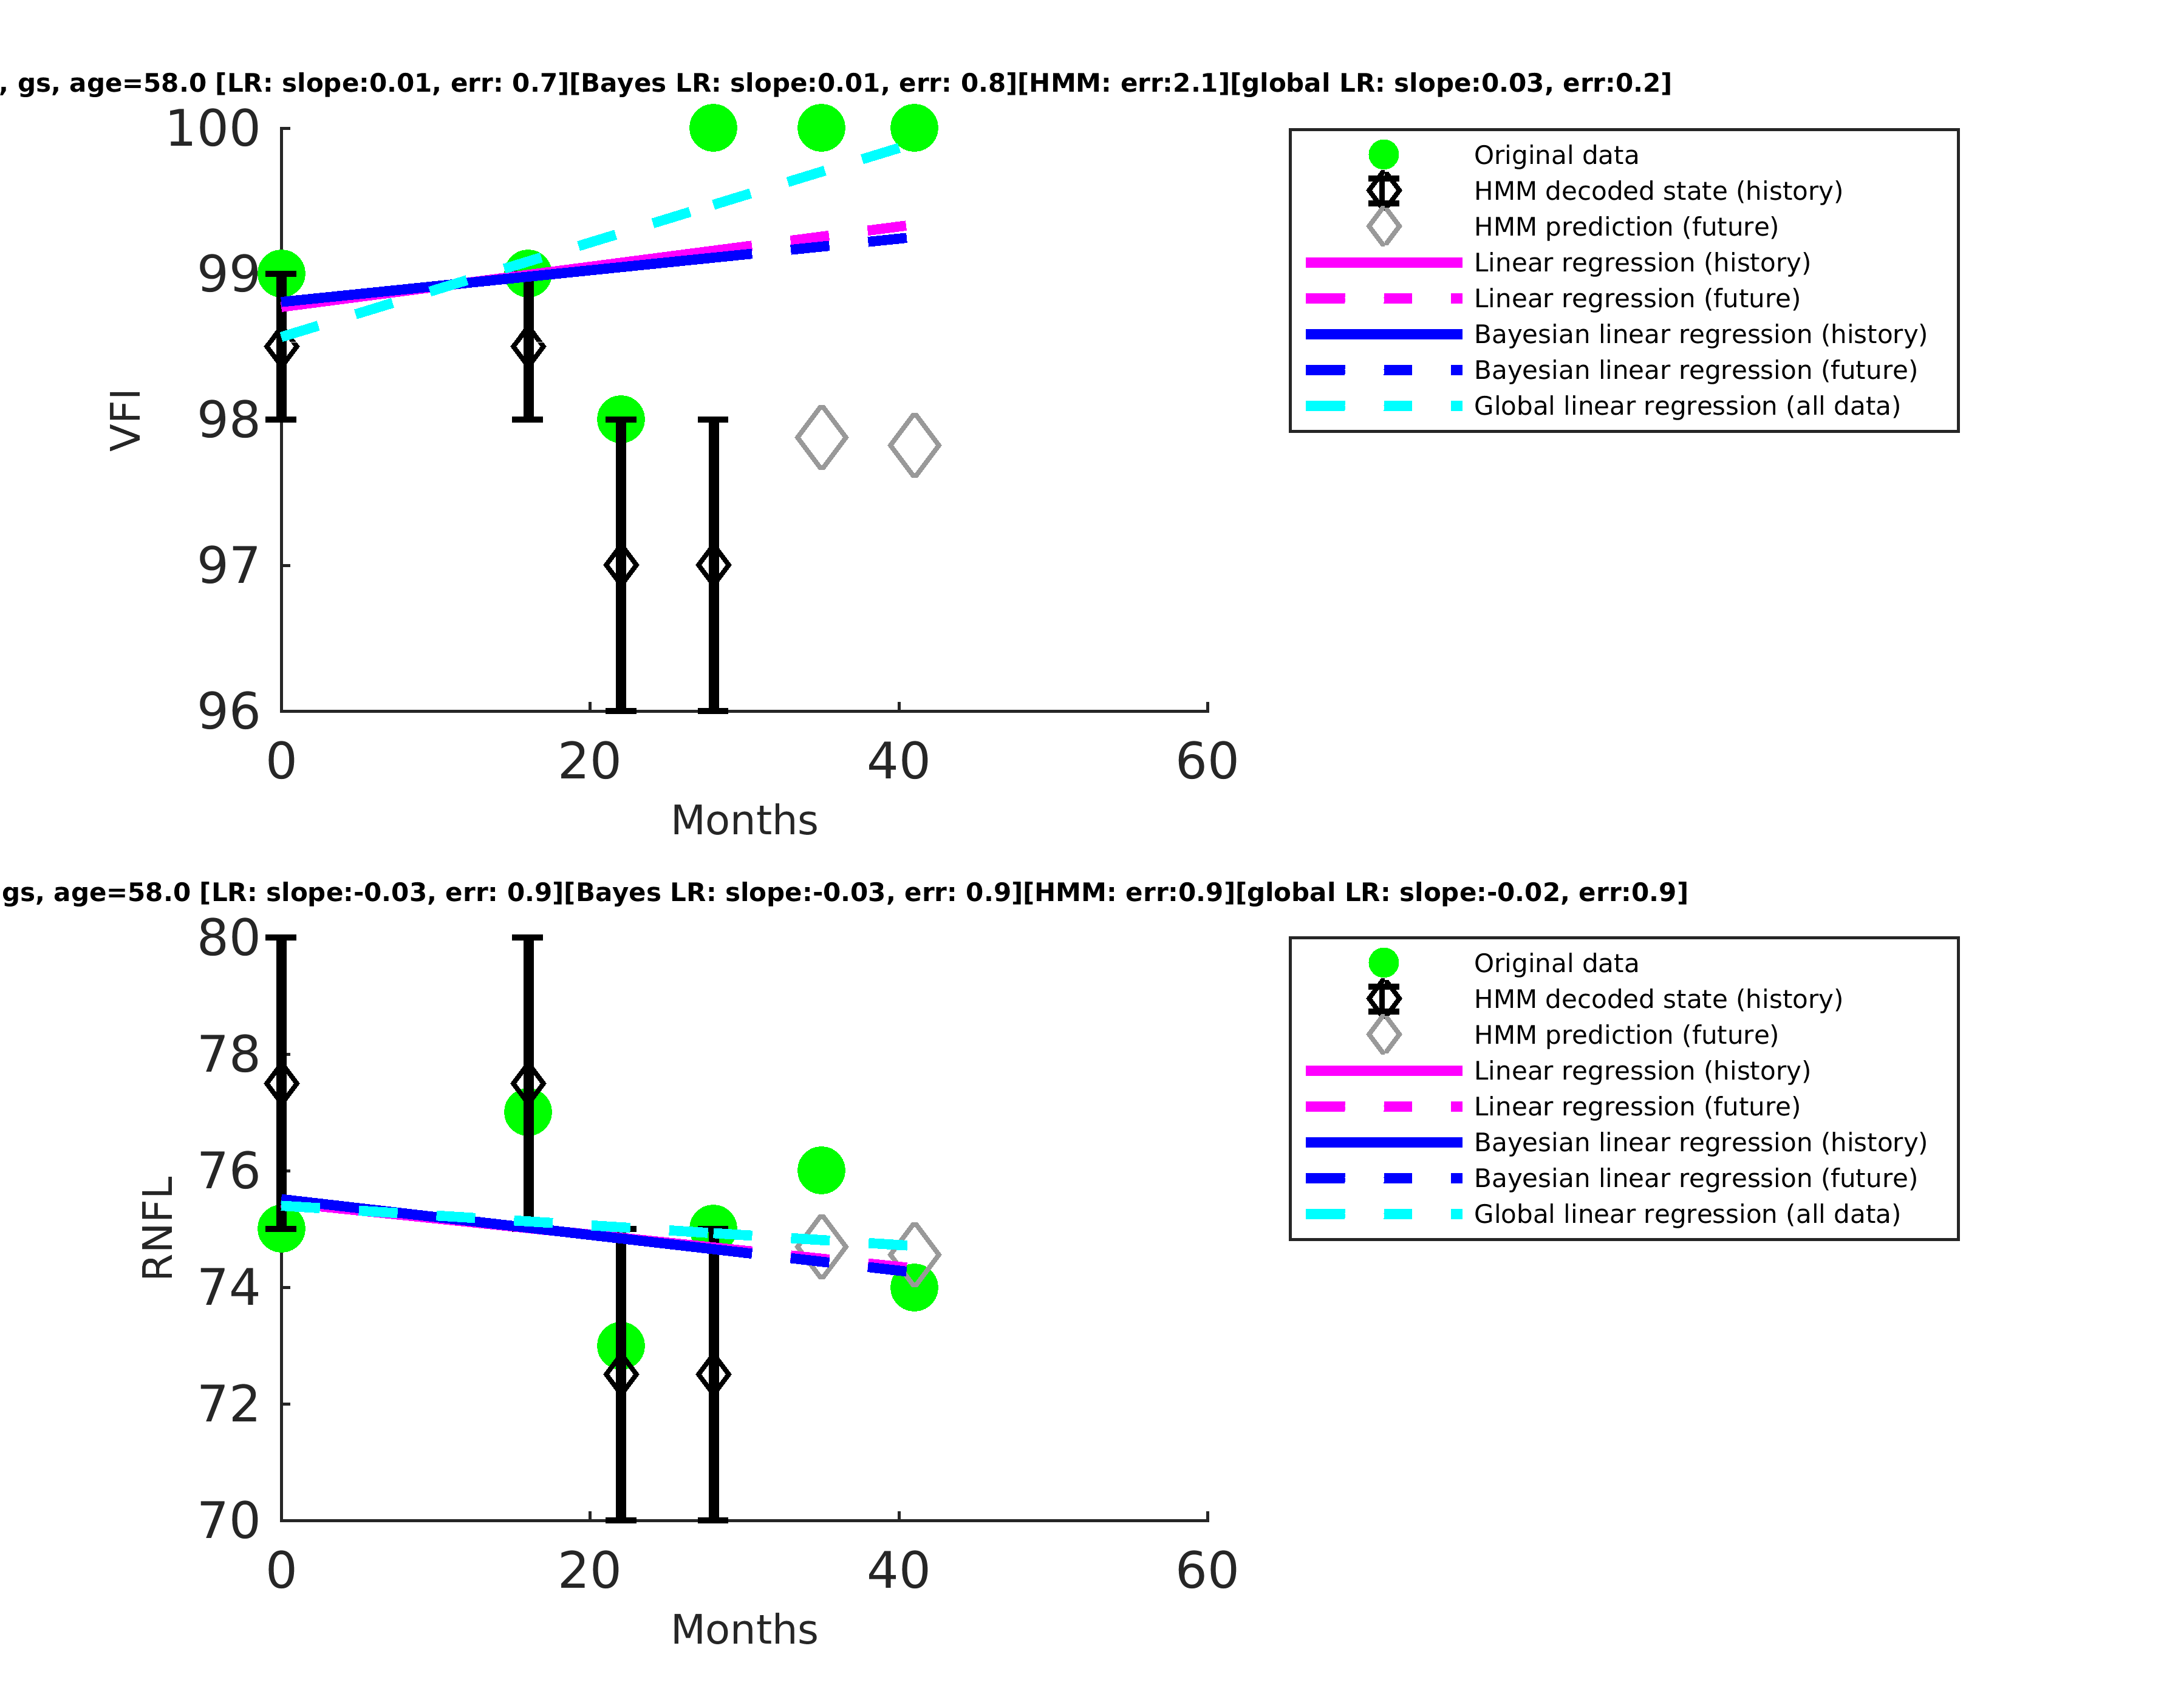 , gs, age=58.0 [LR: slope:0.01, err: 0.7][Bayes LR: slope:0.01, err: 0.8][HMM: err:2.1][global LR: slope:0.03, err:0.2]
100
99
98
97
96
VFI
0 20 40 60
Months
Original data
HMM decoded state (history)
HMM prediction (future)
Linear regression (history)
Linear regression (future)
Bayesian linear regression (history)
Bayesian linear regression (future)
Global linear regression (all data)
gs, age=58.0 [LR: slope:-0.03, err: 0.9][Bayes LR: slope:-0.03, err: 0.9][HMM: err:0.9][global LR: slope:-0.02, err:0.9]
80
78
76
74
72
70
RNFL
0 20 40 60
Months
Original data
HMM decoded state (history)
HMM prediction (future)
Linear regression (history)
Linear regression (future)
Bayesian linear regression (history)
Bayesian linear regression (future)
Global linear regression (all data)